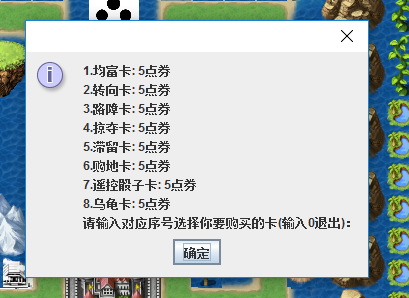 1.均富卡: 5点券
2.转向卡: 5点券
3.路障卡: 5点券
4.掠夺卡: 5点券
5.滞留卡: 5点券
6.购地卡: 5点券
7.遥控骰子卡: 5点券
8.乌龟卡: 5点券
请输入对应序号选择你要购买的卡(输入0退出):
确定